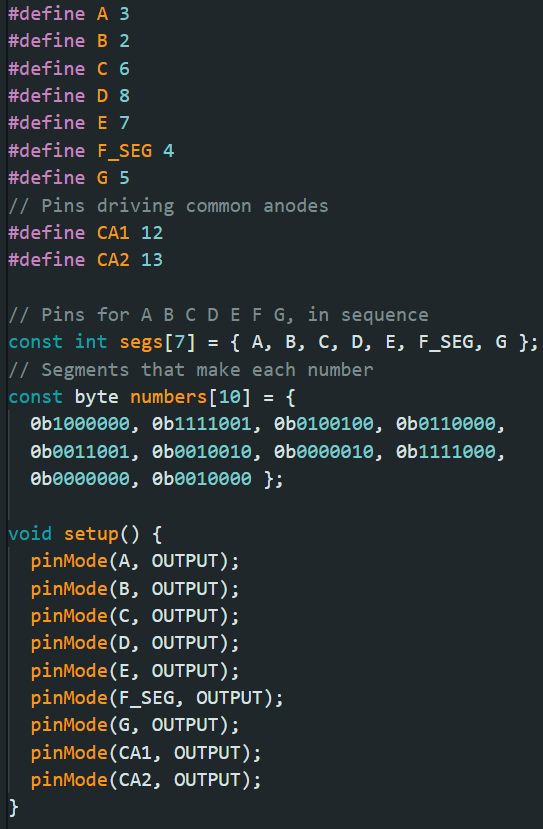 #define A 3
#define B 2
#define C 6
#define D 8
#define E 7
#define F_SEG 4
#define G 5
// Pins driving common anodes
#define CA1 12
#define CA2 13

// Pins for A B C D E F G, in sequence
const int segs[7] = { A, B, C, D, E, F_SEG, G };
// Segments that make each number
const byte numbers[10] = {
  0b1000000, 0b1111001, 0b0100100, 0b0110000,
  0b0011001, 0b0010010, 0b0000010, 0b1111000,
  0b0000000, 0b0010000 };

void setup() {
  pinMode(A, OUTPUT);
  pinMode(B, OUTPUT);
  pinMode(C, OUTPUT);
  pinMode(D, OUTPUT);
  pinMode(E, OUTPUT);
  pinMode(F_SEG, OUTPUT);
  pinMode(G, OUTPUT);
  pinMode(CA1, OUTPUT);
  pinMode(CA2, OUTPUT);
}